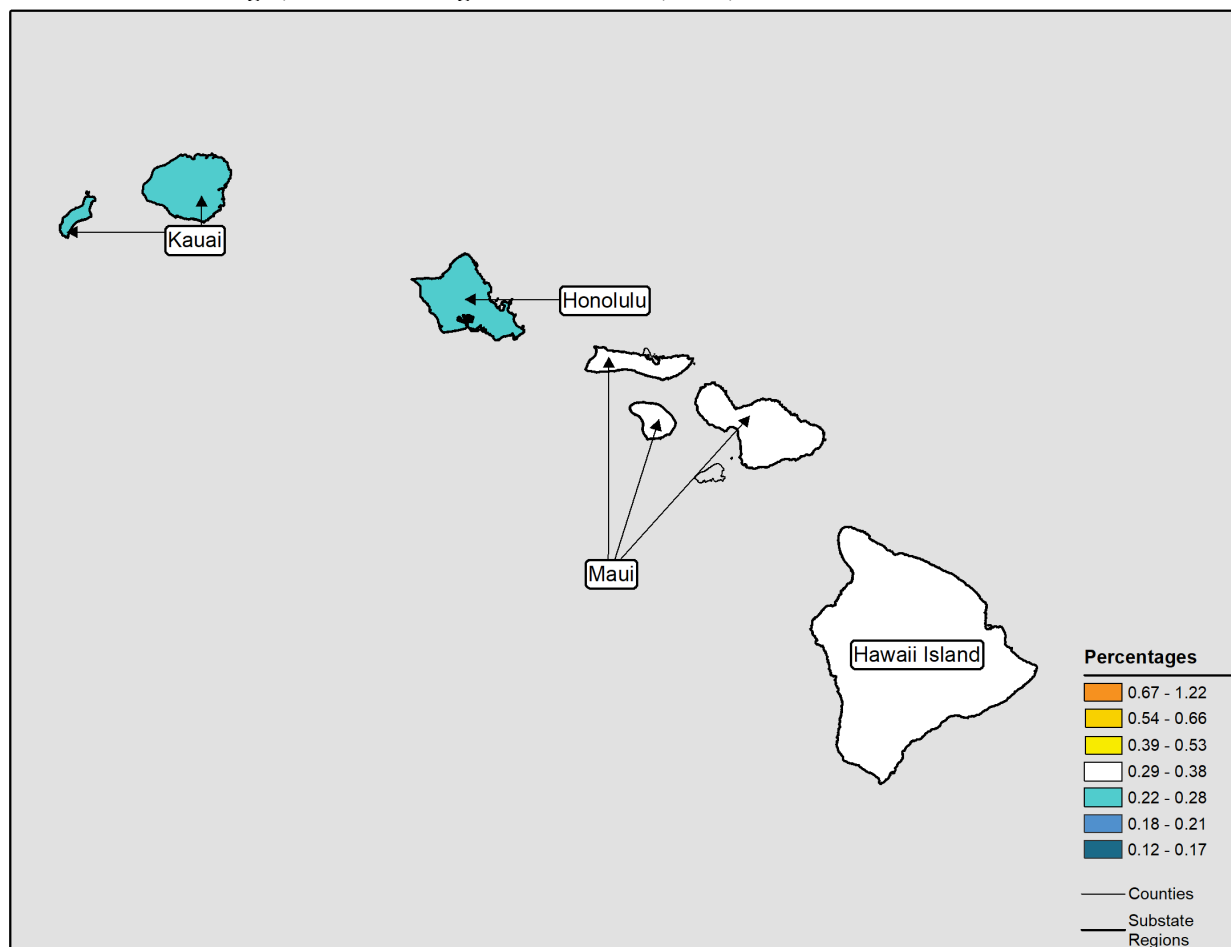 Kauai
Honolulu
Maui
Hawaii Island
Percentages
0.67 - 1.22
0.54 - 0.66
0.39 - 0.53
0.29 - 0.38
0.22 - 0.28
0.18 - 0.21
0.12 - 0.17
Counties
Substate
Regions